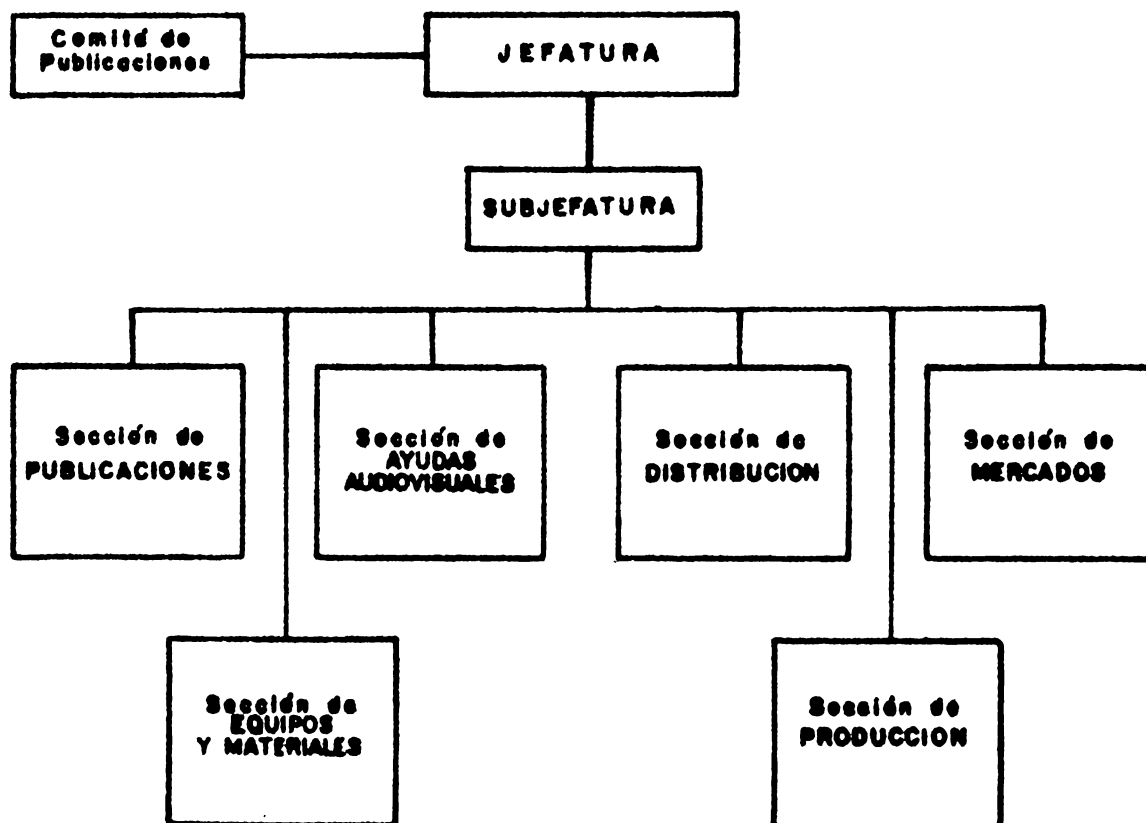 Comité de
Publicaciones
JEFATURA
SUBJEFATURA
Sección de
PUBLICACIONES
Sección de
AYUDAS
AUDIOVISUALES
Sección de
DISTRIBUCION
Sección de
MERCADOS
Sección de
EQUIPOS
Y MATERIALES
Sección de
PRODUCCION